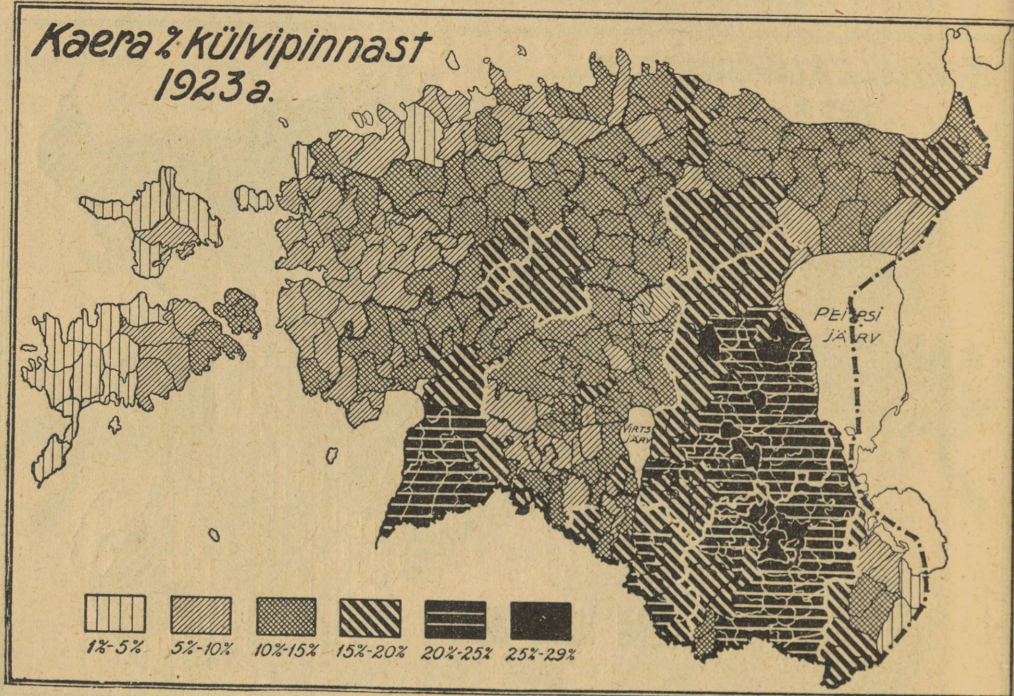 Kaera % külvipinnast
1923 a.
PEIPSI
JÄRV
VIRTS
JÄRV
1%-5% 5%-10% 10%-15% 15%-20% 20%-25% 25%-29%